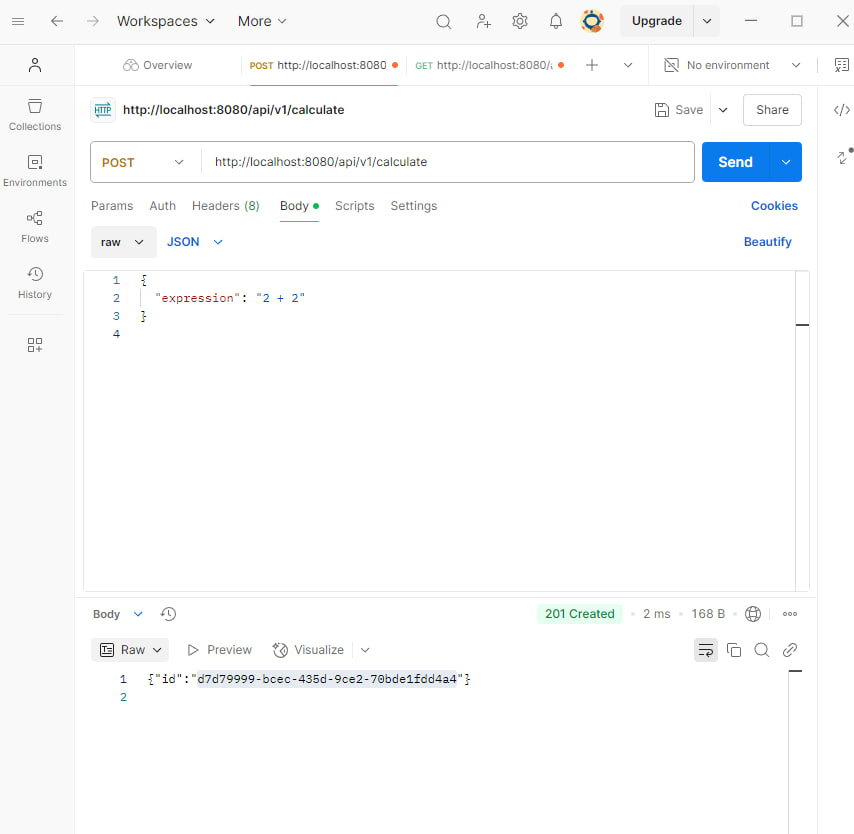 Workspaces More Upgrade
Overview POST http://localhost:8080 GET http://localhost:8080/a No environment
HTTP http://localhost:8080/api/v1/calculate Save Share
POST http://localhost:8080/api/v1/calculate Send
Params Auth Headers (8) Body Scripts Settings Cookies
raw JSON Beautify
Collections
Environments
Flows
History
1 {
2 "expression": "2 + 2"
3 }
4
Body 201 Created 2 ms 168 B
Raw Preview Visualize
1 {"id":"d7d79999-bcec-435d-9ce2-70bde1fdd4a4"}
2